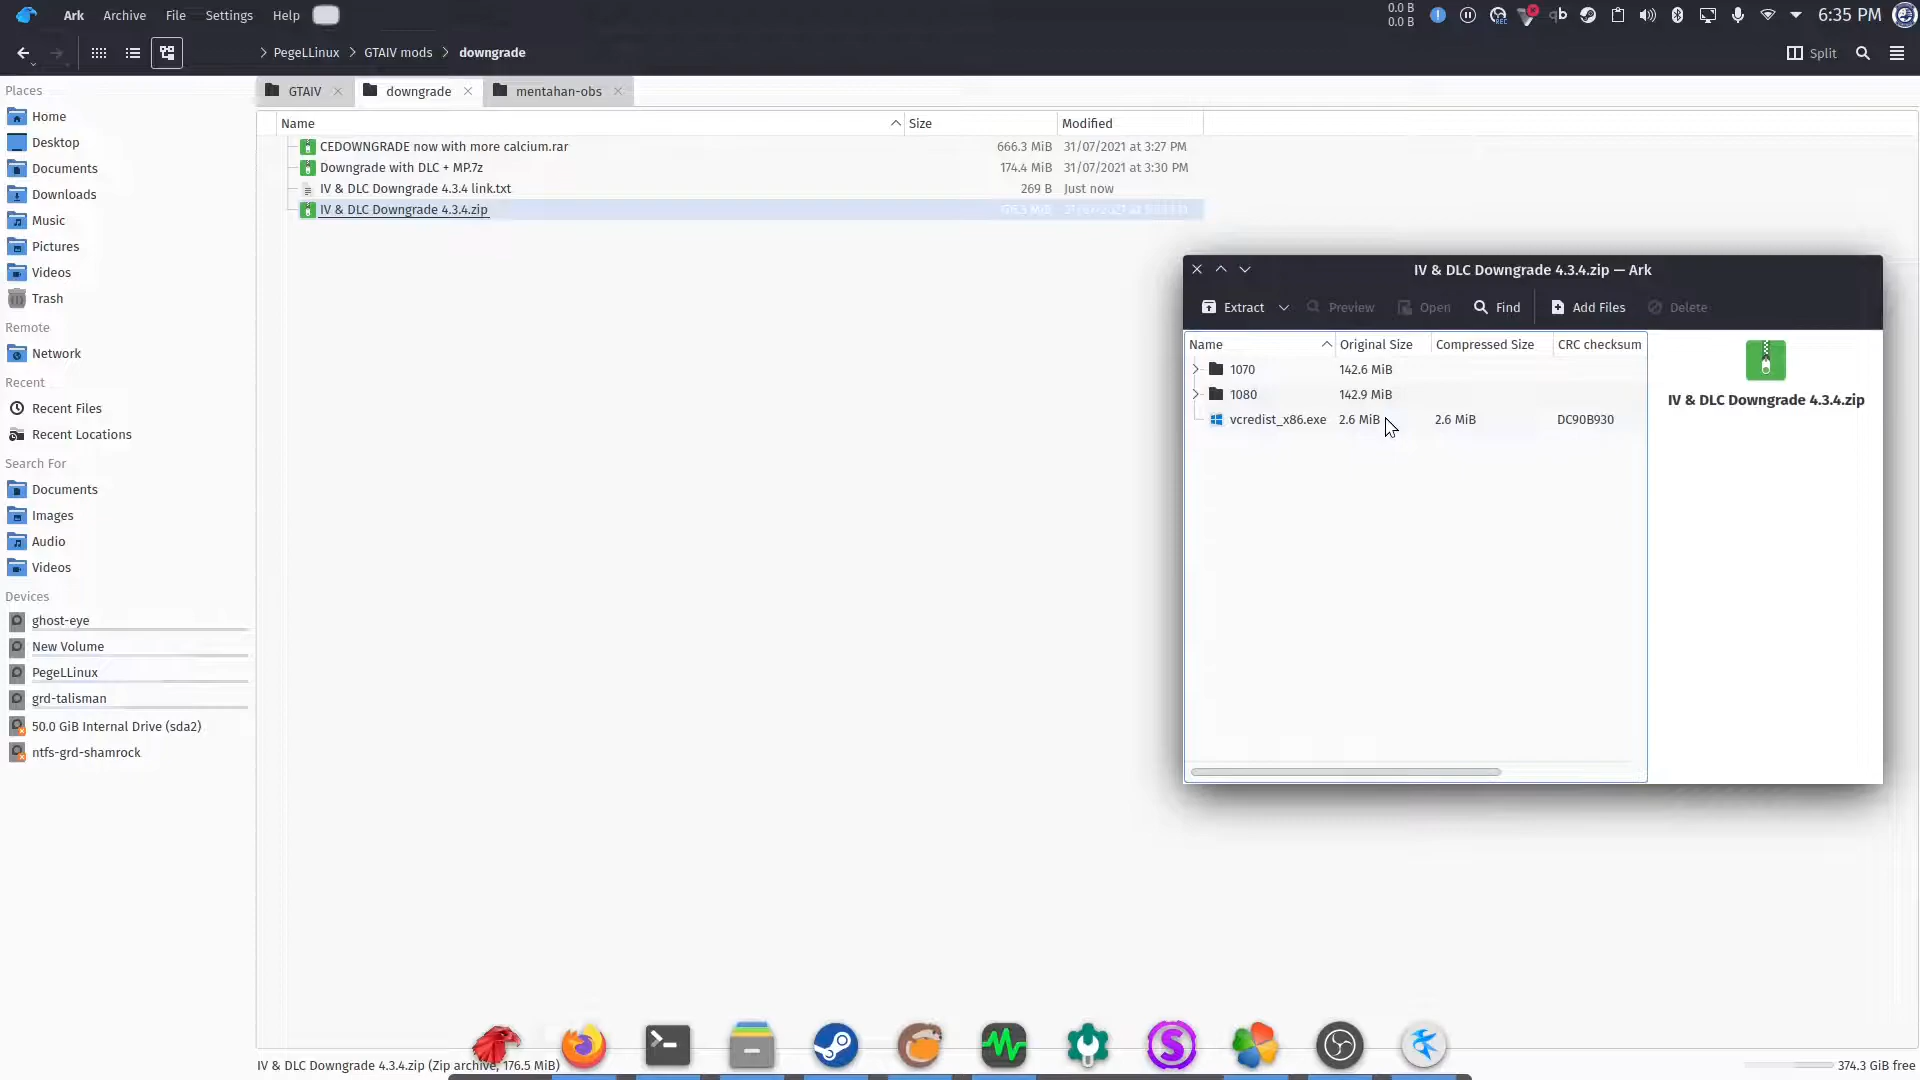 Ark Archive File Settings Help
0.0 B
0.0 B
6:35 PM
PegeLLinux > GTAIV mods > downgrade
Split
Places
Home
Desktop
Documents
Downloads
Music
Pictures
Videos
Trash
Remote
Network
Recent
Recent Files
Recent Locations
Search For
Documents
Images
Audio
Videos
Devices
ghost-eye
New Volume
PegeLLinux
grd-talisman
50.0 GiB Internal Drive (sda2)
ntfs-grd-shamrock
GTAIV downgrade mentahan-obs
Name Size Modified
CEDOWNGRADE now with more calcium.rar 666.3 MiB 31/07/2021 at 3:27 PM
Downgrade with DLC + MP.7z 174.4 MiB 31/07/2021 at 3:30 PM
IV & DLC Downgrade 4.3.4 link.txt 269 B Just now
IV & DLC Downgrade 4.3.4.zip
IV & DLC Downgrade 4.3.4.zip — Ark
Extract Preview Open Find Add Files Delete
Name Original Size Compressed Size CRC checksum
1070 142.6 MiB
1080 142.9 MiB
vcredist_x86.exe 2.6 MiB 2.6 MiB DC90B930
IV & DLC Downgrade 4.3.4.zip
IV & DLC Downgrade 4.3.4.zip (Zip archive, 176.5 MiB)
374.3 GiB free